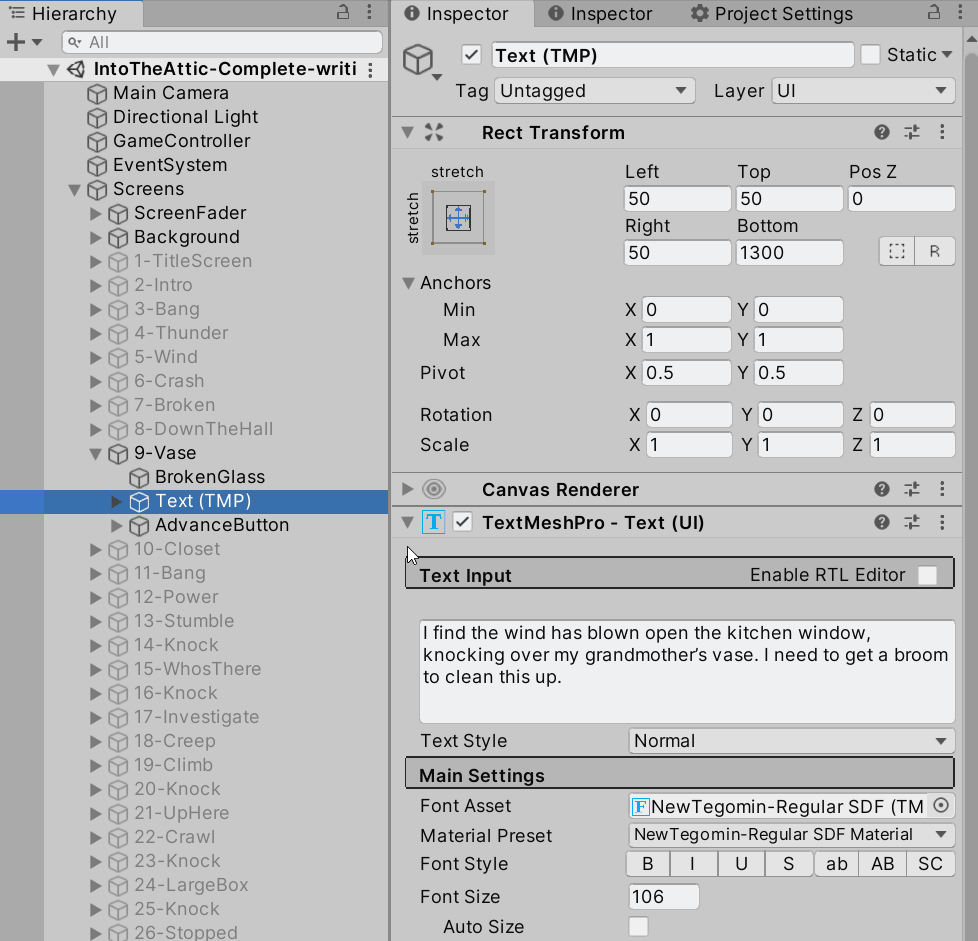 Hierarchy
All
IntoTheAttic-Complete-writi
Main Camera
Directional Light
GameController
EventSystem
Screens
ScreenFader
Background
1-TitleScreen
2-Intro
3-Bang
4-Thunder
5-Wind
6-Crash
7-Broken
8-DownTheHall
9-Vase
BrokenGlass
Text (TMP)
AdvanceButton
10-Closet
11-Bang
12-Power
13-Stumble
14-Knock
15-WhosThere
16-Knock
17-Investigate
18-Creep
19-Climb
20-Knock
21-UpHere
22-Crawl
23-Knock
24-LargeBox
25-Knock
26-Stopped
Inspector Inspector Project Settings
Text (TMP) Static
Tag Untagged Layer UI
Rect Transform
stretch
stretch
Left Top Pos Z
50 50 0
Right Bottom
50 1300 R
Anchors
Min X 0 Y 0
Max X 1 Y 1
Pivot X 0.5 Y 0.5
Rotation X 0 Y 0 Z 0
Scale X 1 Y 1 Z 1
Canvas Renderer
T TextMeshPro - Text (UI)
Text Input Enable RTL Editor
I find the wind has blown open the kitchen window,
knocking over my grandmother’s vase. I need to get a broom
to clean this up.
Text Style Normal
Main Settings
Font Asset F NewTegomin-Regular SDF (TM
Material Preset NewTegomin-Regular SDF Material
Font Style B I U S ab AB SC
Font Size 106
Auto Size